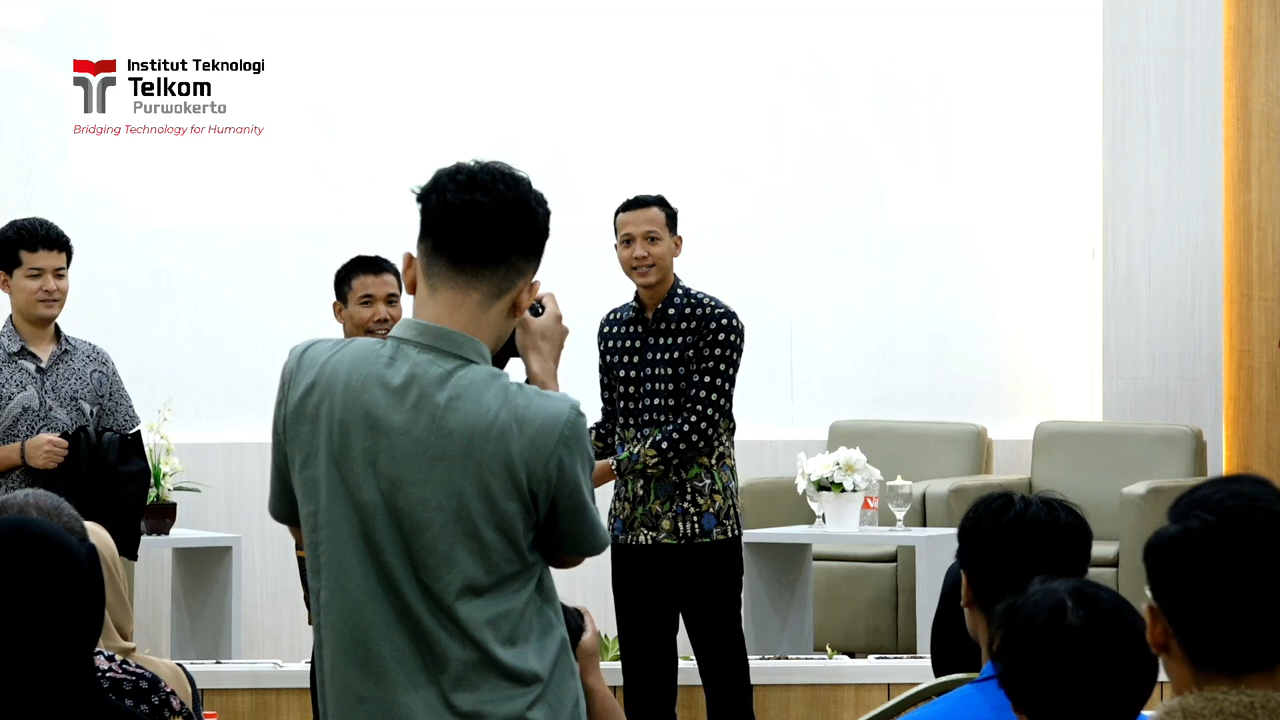 Institut Teknologi
Telkom
Purwokerto
Bridging Technology for Humanity